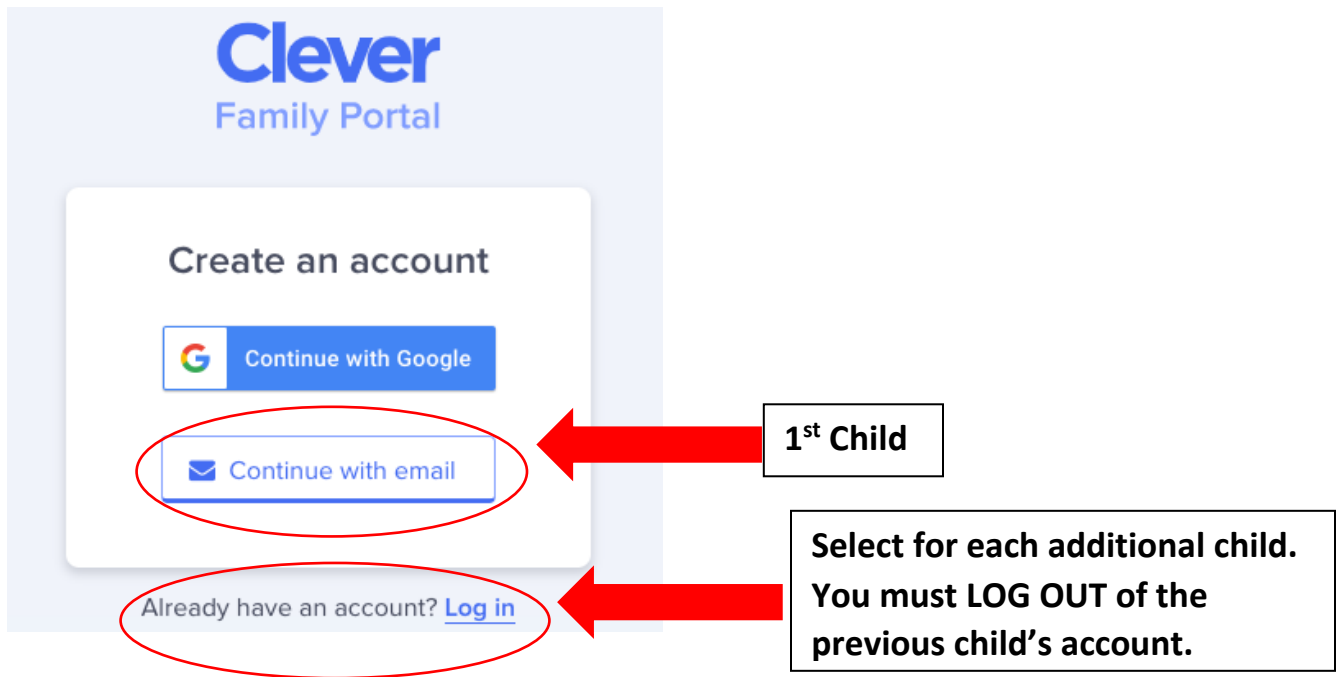 Clever
Family Portal
Create an account
Continue with Google
1st Child
Continue with email
Select for each additional child.
You must LOG OUT of the
previous child’s account.
Already have an account? Log in